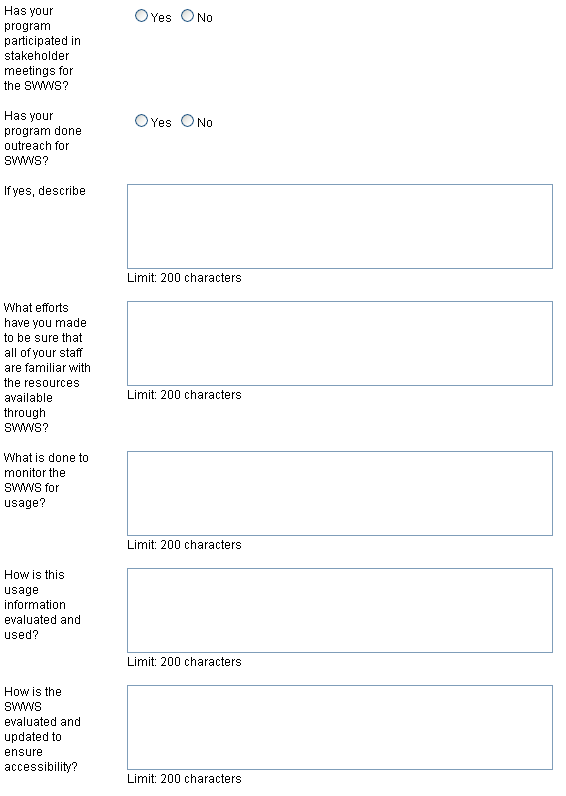 Has your
program
participated in
stakeholder
meetings for
the SWWS?
Yes No
Has your
program done
outreach for
SWWS?
Yes No
If yes, describe
Limit: 200 characters
What efforts
have you made
to be sure that
all of your staff
are familiar with
the resources
available
through
SWWS?
Limit: 200 characters
What is done to
monitor the
SWWS for
usage?
Limit: 200 characters
How is this
usage
information
evaluated and
used?
Limit: 200 characters
How is the
SWWS
evaluated and
updated to
ensure
accessibility?
Limit: 200 characters